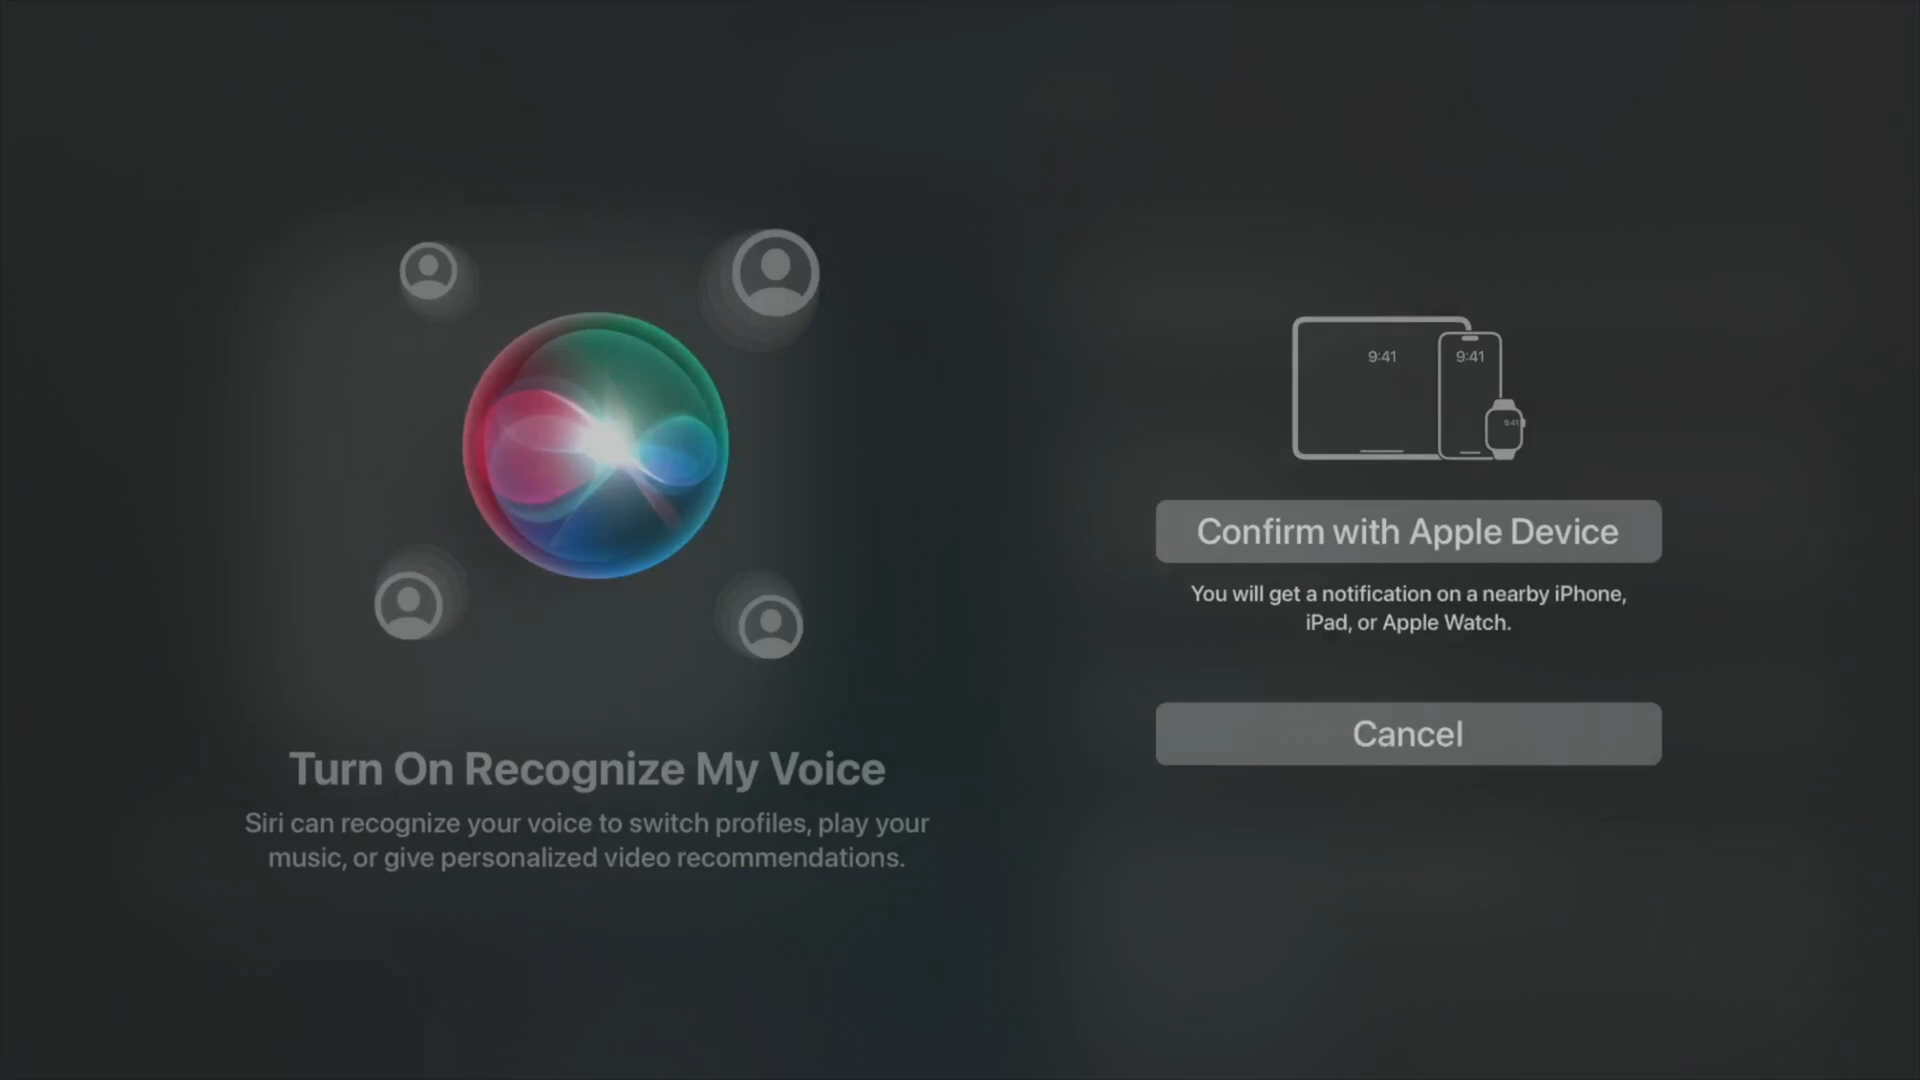 Turn On Recognize My Voice
Siri can recognize your voice to switch profiles, play your
music, or give personalized video recommendations.
9:41
9:41
9:41
Confirm with Apple Device
You will get a notification on a nearby iPhone,
iPad, or Apple Watch.
Cancel